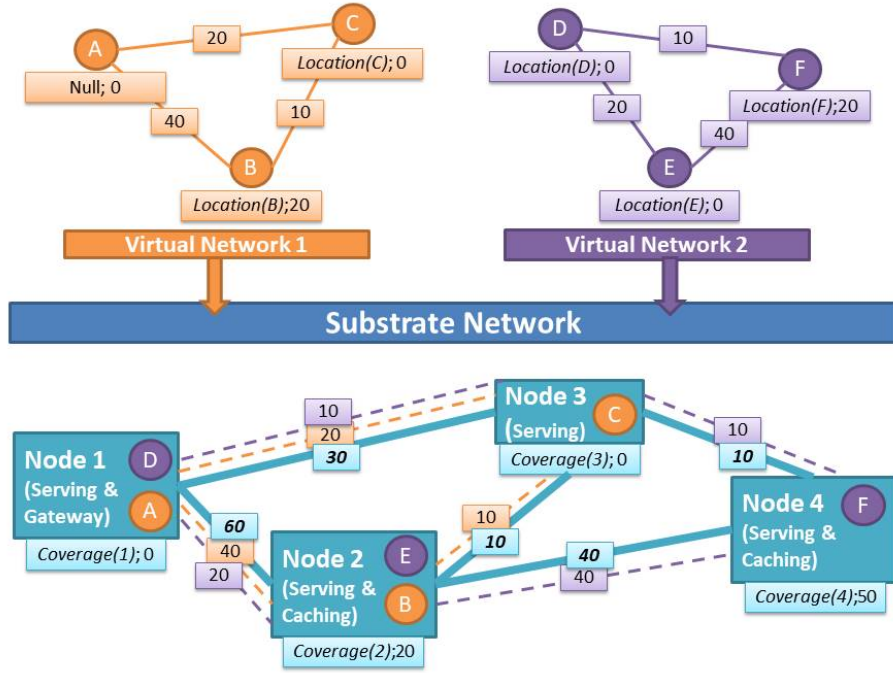 A
20
C
Null; 0
Location(C); 0
40
10
B
Location(B);20
Virtual Network 1
D
10
F
Location(D); 0
Location(F);20
20
40
E
Location(E); 0
Virtual Network 2
Substrate Network
Node 1
(Serving &
Gateway)
D
A
Coverage(1); 0
10
20
30
Node 3
(Serving)
C
Coverage(3); 0
10
10
60
40
20
Node 2
(Serving &
Caching)
E
B
Coverage(2);20
10
10
40
40
Node 4
(Serving &
Caching)
F
Coverage(4);50